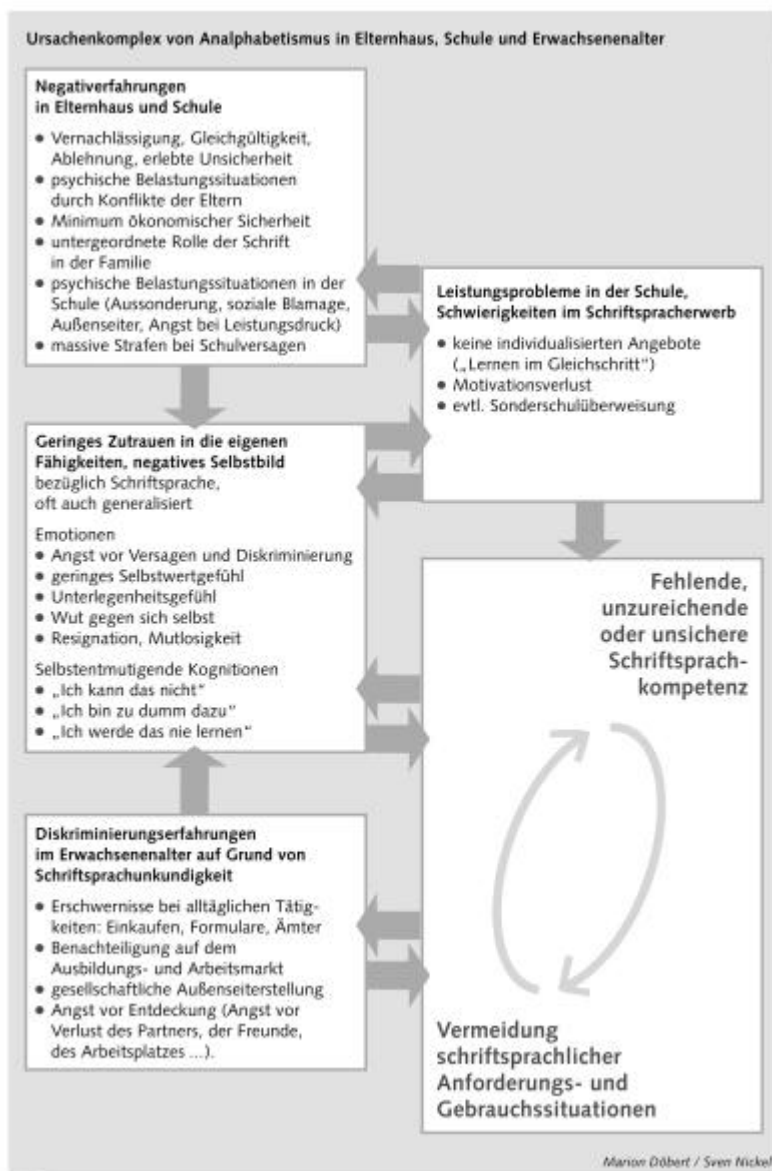 Ursachenkomplex von Analphabetismus in Elternhaus, Schule und Erwachsenenalter
Negativerfahrungen
in Elternhaus und Schule
• Vernachlässigung, Gleichgültigkeit,
Ablehnung, erlebte Unsicherheit
• psychische Belastungssituationen
durch Konflikte der Eltern
• Minimum ökonomischer Sicherheit
• untergeordnete Rolle der Schrift
in der Familie
• psychische Belastungssituationen in der
Schule (Aussonderung, soziale Blamage,
Außenseiter, Angst bei Leistungsdruck)
• massive Strafen bei Schulversagen
Leistungsprobleme in der Schule,
Schwierigkeiten im Schriftspracherwerb
• keine individualisierten Angebote
(„Lernen im Gleichschritt“)
• Motivationsverlust
• evtl. Sonderschulüberweisung
Geringes Zutrauen in die eigenen
Fähigkeiten, negatives Selbstbild
bezüglich Schriftsprache,
oft auch generalisiert
Emotionen
• Angst vor Versagen und Diskriminierung
• geringes Selbstwertgefühl
• Unterlegenheitsgefühl
• Wut gegen sich selbst
• Resignation, Mutlosigkeit
Selbstentmutigende Kognitionen
• „Ich kann das nicht“
• „Ich bin zu dumm dazu“
• „Ich werde das nie lernen“
Fehlende,
unzureichende
oder unsichere
Schriftsprach-
kompetenz
Diskriminierungserfahrungen
im Erwachsenenalter auf Grund von
Schriftsprachunkundigkeit
• Erschwernisse bei alltäglichen Tätig-
keiten: Einkaufen, Formulare, Ämter
• Benachteiligung auf dem
Ausbildungs- und Arbeitsmarkt
• gesellschaftliche Außenseiterstellung
• Angst vor Entdeckung (Angst vor
Verlust des Partners, der Freunde,
des Arbeitsplatzes ...).
Vermeidung
schriftsprachlicher
Anforderungs- und
Gebrauchssituationen
Marion Döbert / Sven Nickel